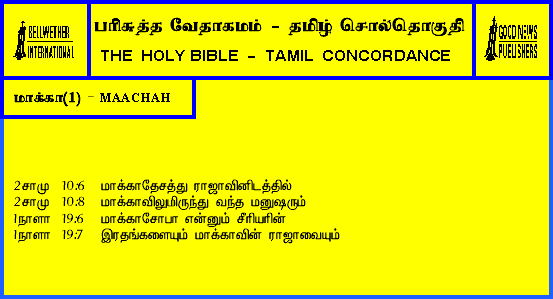 BELLWETHER
INTERNATIONAL
பரிசுத்த வேதாகமம் - தமிழ் சொல்தொகுதி
THE HOLY BIBLE - TAMIL CONCORDANCE
GOOD NEWS
PUBLISHERS
மாக்கா(1) - MAACHAH
2சாமு 10:6 மாக்காதேசத்து ராஜாவினிடத்தில்
2சாமு 10:8 மாக்காவிலுமிருந்து வந்த மனுஷரும்
1நாளா 19:6 மாக்காசோபா என்னும் சீரியரின்
1நாளா 19:7 இரதங்களையும் மாக்காவின் ராஜாவையும்